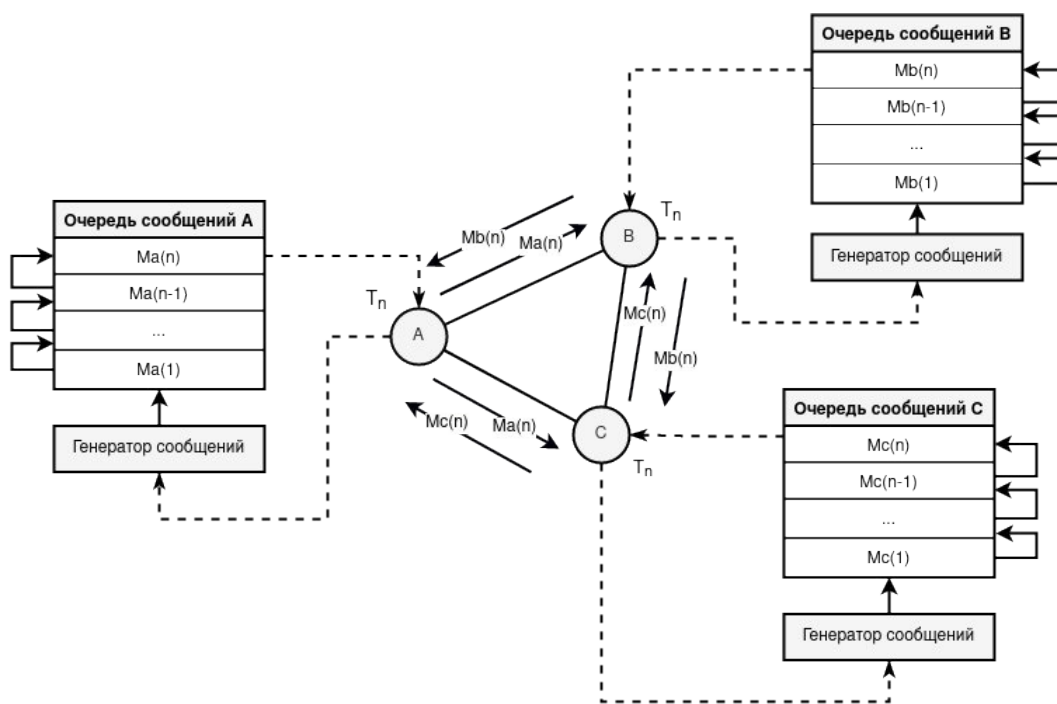 Очередь сообщений B
Mb(n)
Mb(n-1)
...
Mb(1)
Генератор сообщений
Очередь сообщений A
Ma(n)
Ma(n-1)
...
Ma(1)
Генератор сообщений
Mb(n)
Ma(n)
B
Tn
Tn
A
Mc(n)
Mb(n)
Mc(n)
Ma(n)
C
Tn
Очередь сообщений C
Mc(n)
Mc(n-1)
...
Mc(1)
Генератор сообщений